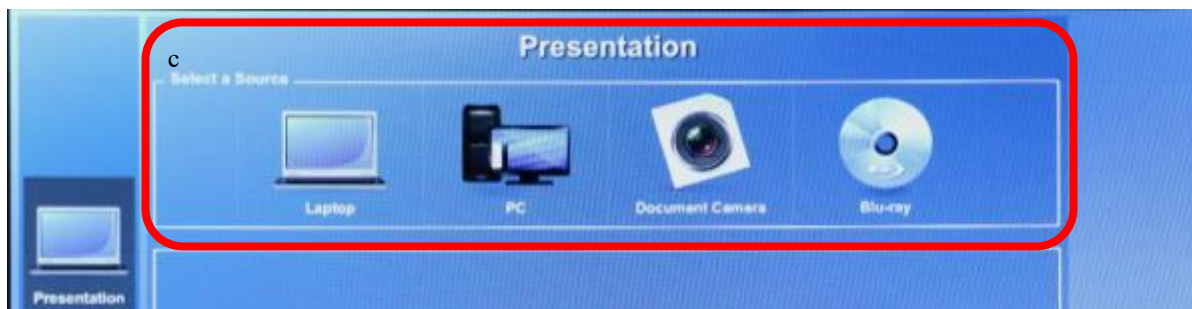 Presentation
c
Select a Source
Laptop PC Document Camera Blu-ray
Presentation